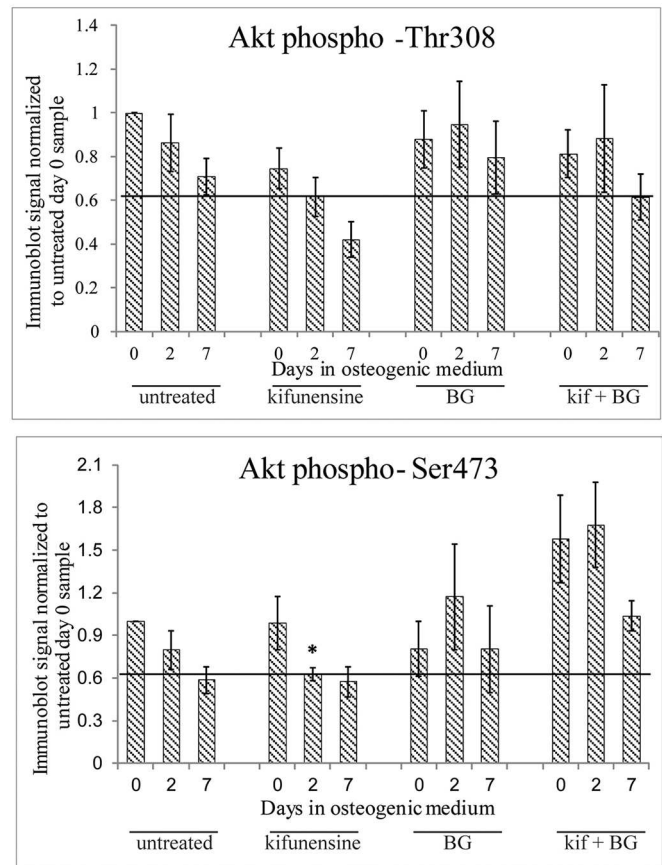 Akt phospho -Thr308
Immunoblot signal normalized
to untreated day 0 sample
1.4
1.2
1
0.8
0.6
0.4
0.2
0
0 2 7 0 2 7 0 2 7 0 2 7
Days in osteogenic medium
untreated kifunensine BG kif + BG
Akt phospho- Ser473
Immunoblot signal normalized to
untreated day 0 sample
2.1
1.8
1.5
1.2
0.9
0.6
0.3
0
*
0 2 7 0 2 7 0 2 7 0 2 7
Days in osteogenic medium
untreated kifunensine BG kif + BG